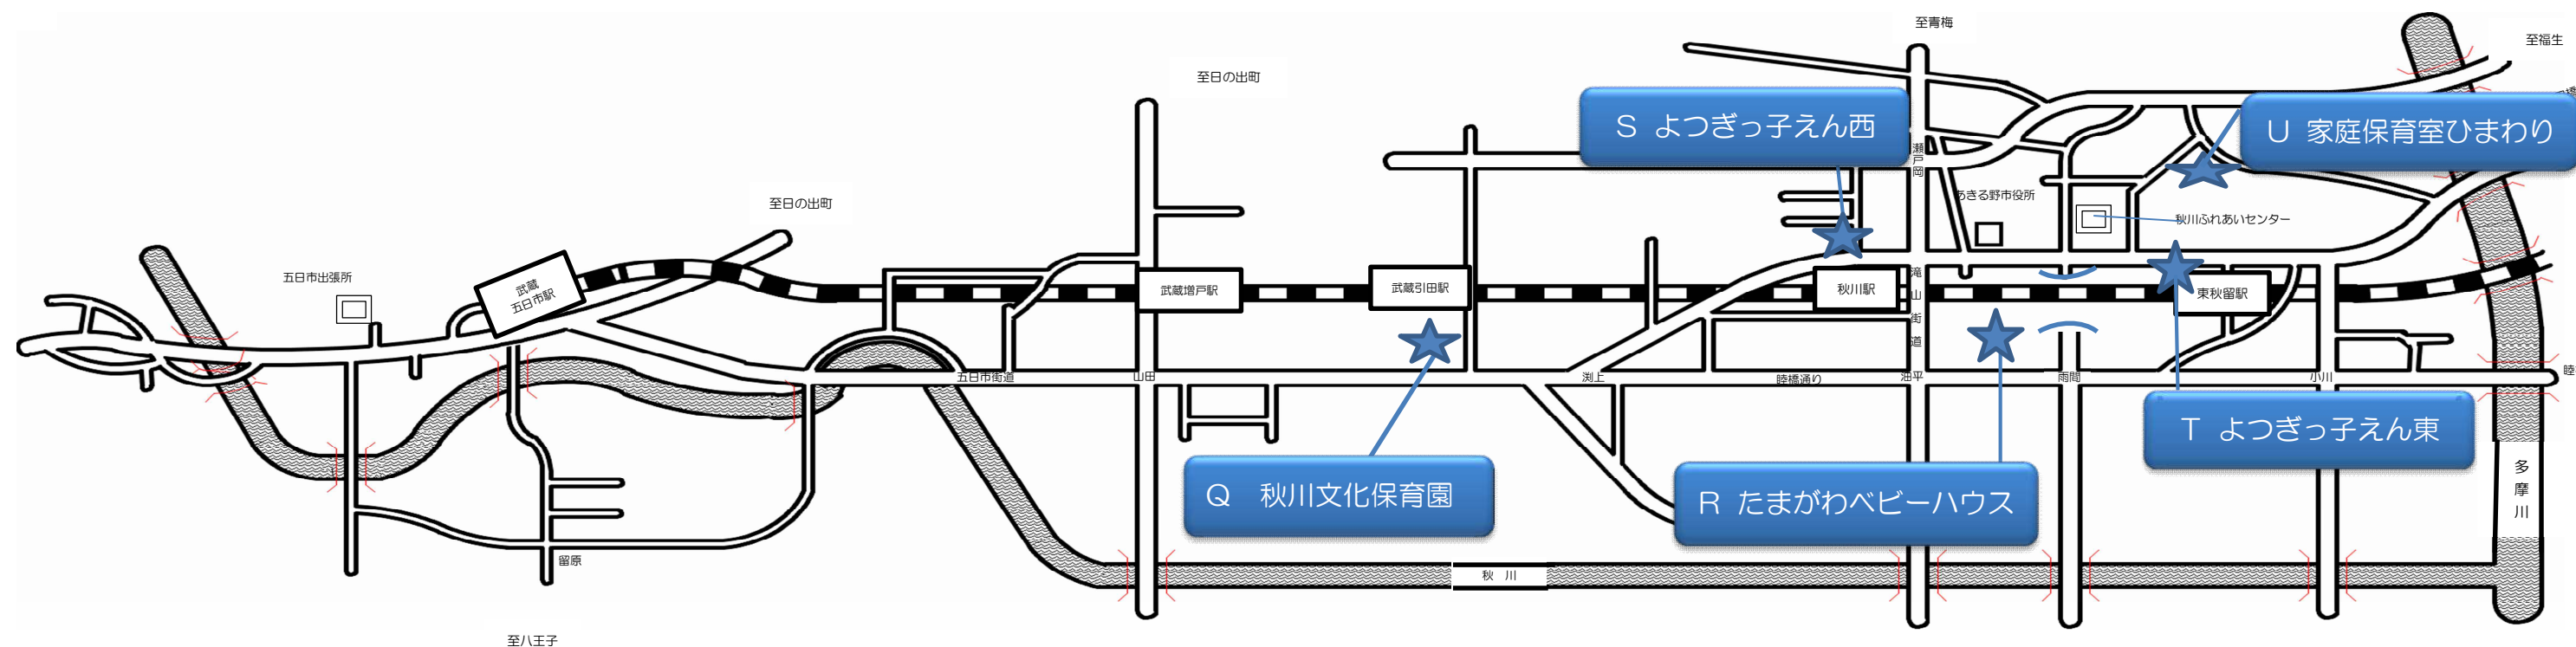 至青梅
至福生
至日の出町
S よつぎっ子えん西
U 家庭保育室ひまわり
瀬戸岡
あきる野市役所
至日の出町
秋川ふれあいセンター
五日市出張所
武蔵
五日市駅
武蔵増戸駅
武蔵引田駅
秋川駅
滝山街道
東秋留駅
五日市街道
山田
渕上
睦橋通り
油平
雨間
小川
睦
T よつぎっ子えん東
Q 秋川文化保育園
R たまがわベビーハウス
多摩川
留原
秋 川
至八王子